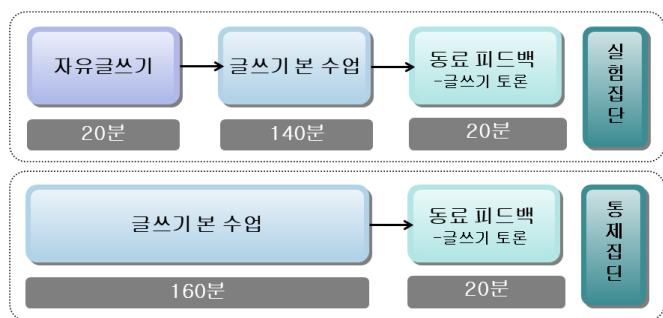 자유글쓰기
글쓰기 본 수업
동료 피드백
-글쓰기 토론
실험집단
20분
140분
20분
글쓰기 본 수업
동료 피드백
-글쓰기 토론
통제집단
160분
20분